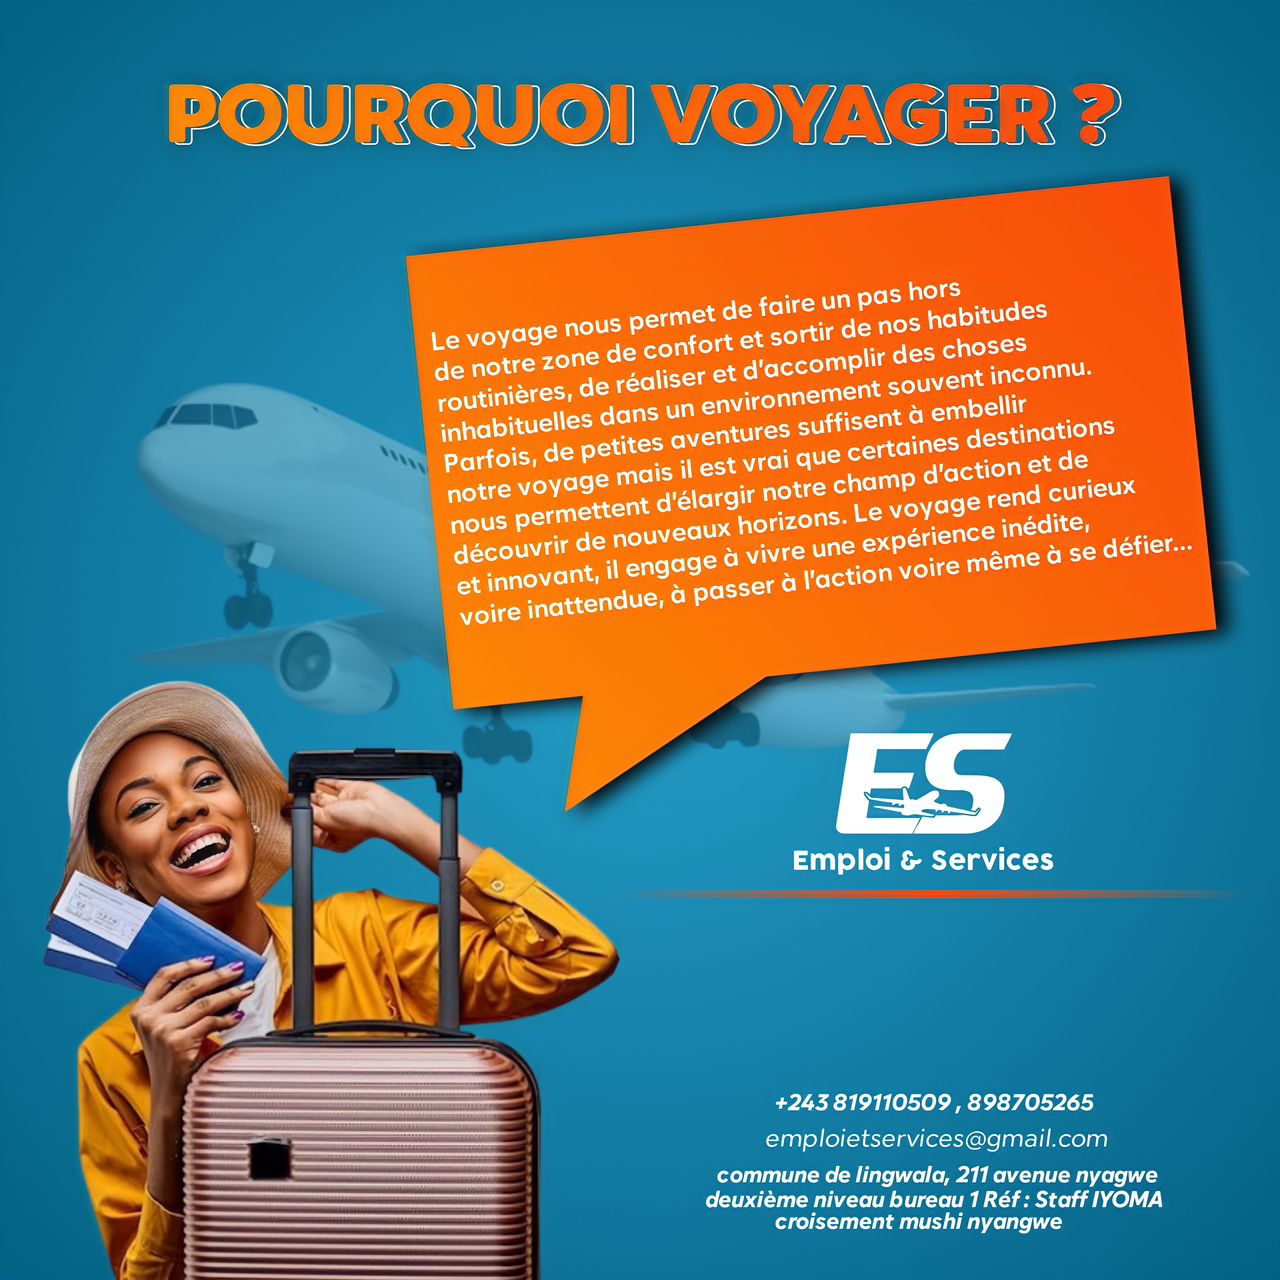 POURQUOI VOYAGER ?
Le voyage nous permet de faire un pas hors
de notre zone de confort et sortir de nos habitudes
routinières, de réaliser et d'accomplir des choses
inhabituelles dans un environnement souvent inconnu.
Parfois, de petites aventures suffisent à embellir
notre voyage mais il est vrai que certaines destinations
nous permettent d'élargir notre champ d'action et de
découvrir de nouveaux horizons. Le voyage rend curieux
et innovant, il engage à vivre une expérience inédite,
voire inattendue, à passer à l'action voire même à se défier...
ES
Emploi & Services
+243 819110509 , 898705265
emploietservices@gmail.com
commune de lingwala, 211 avenue nyagwe
deuxième niveau bureau 1 Réf : Staff IYOMA
croisement mushi nyangwe